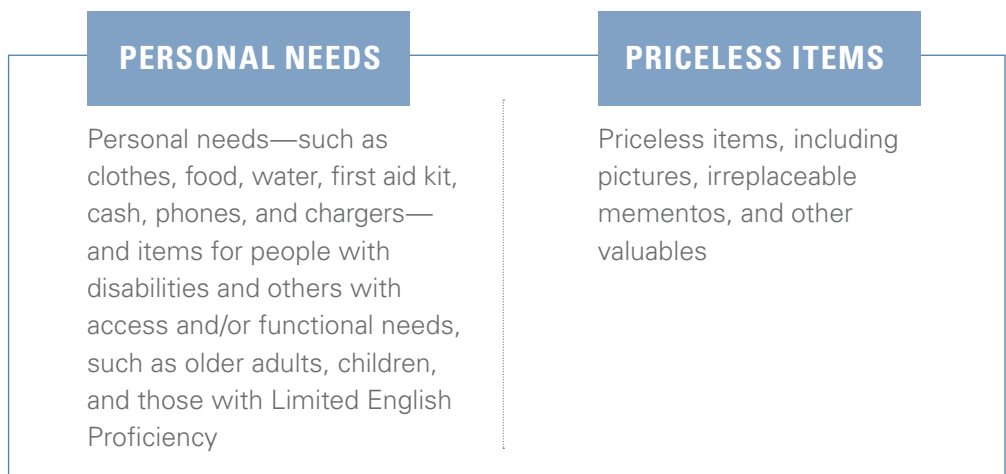 PERSONAL NEEDS
Personal needs—such as
clothes, food, water, first aid kit,
cash, phones, and chargers—
and items for people with
disabilities and others with
access and/or functional needs,
such as older adults, children,
and those with Limited English
Proficiency
PRICELESS ITEMS
Priceless items, including
pictures, irreplaceable
mementos, and other
valuables